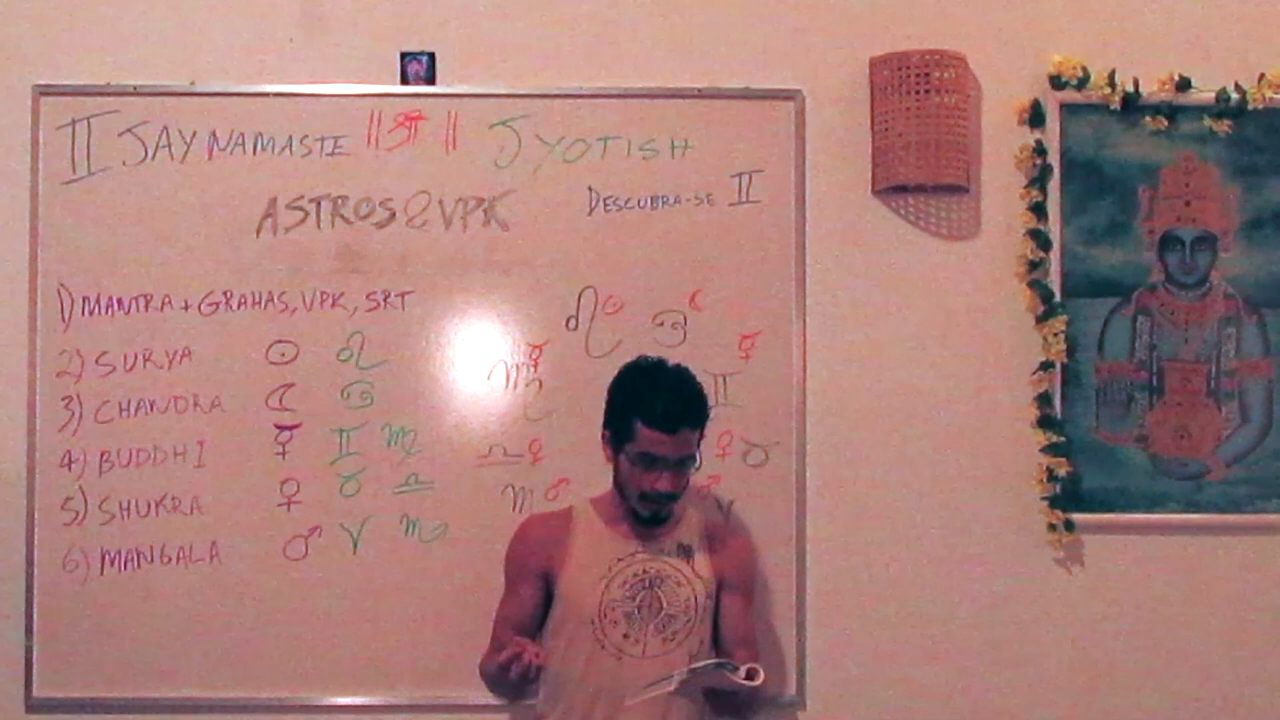 II JAY NAMASTE || श्री || JYOTISH
ASTROS & VPK DESCUBRA-SE II
1) MANTRA + GRAHAS, VPK, SRT
2) SURYA ☉ ♌
3) CHANDRA ☾ ♋
4) BUDDHI ☿ ♊ ♍
5) SHUKRA ♀ ♉ ♎
6) MANGALA ♂ ♈ ♏
♌ ☉ ♋ ☾
♍ ☿ ☿ ♊
♎ ♀ ♀ ♉
♏ ♂ ♂ ♈